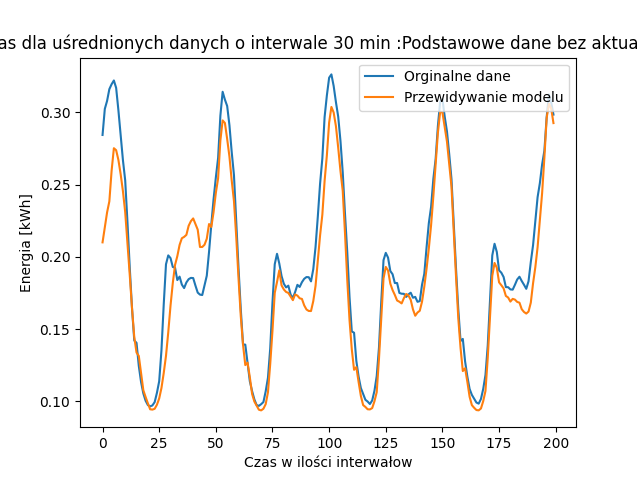 as dla uśrednionych danych o interwale 30 min :Podstawowe dane bez aktua
Orginalne dane
Przewidywanie modelu
Energia [kWh]
0.30
0.25
0.20
0.15
0.10
0 25 50 75 100 125 150 175 200
Czas w ilości interwałow